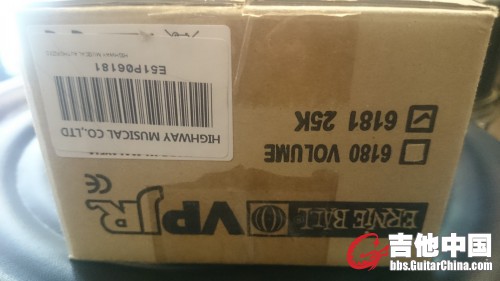 ERNIE BALL VPJR CE
6180 VOLUME
6181 25K
HIGHWAY MUSICAL CO.,LTD
E51P06181
吉他中国
bbs.GuitarChina.com